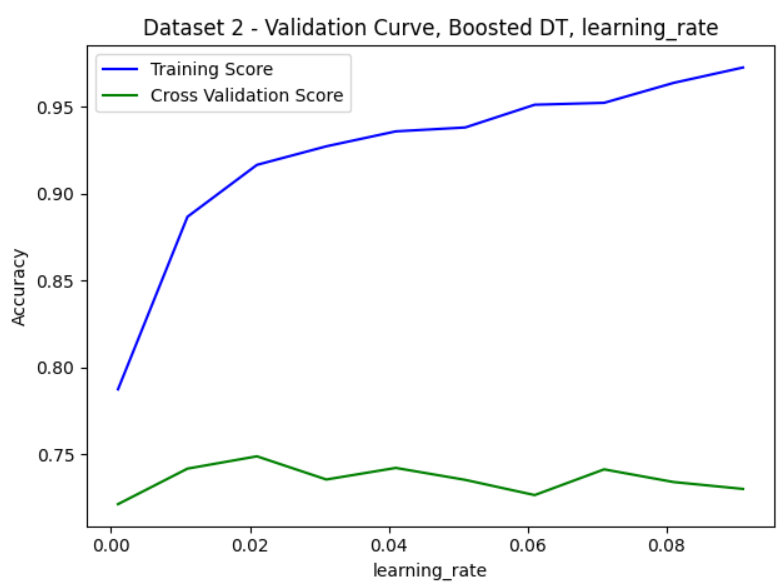 Dataset 2 - Validation Curve, Boosted DT, learning_rate
Training Score
Cross Validation Score
Accuracy
0.95
0.90
0.85
0.80
0.75
0.00 0.02 0.04 0.06 0.08
learning_rate